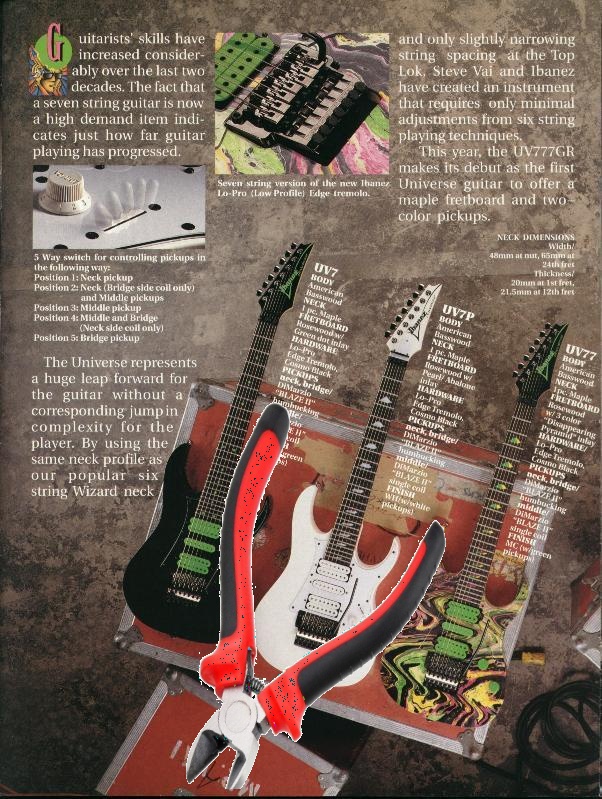 Guitarists' skills have
increased consider-
ably over the last two
decades. The fact that
a seven string guitar is now
a high demand item indi-
cates just how far guitar
playing has progressed.
5 Way switch for controlling pickups in
the following way:
Position 1: Neck pickup
Position 2: Neck (Bridge side coil only)
and Middle pickups
Position 3: Middle pickup
Position 4: Middle and Bridge
(Neck side coil only)
Position 5: Bridge pickup
The Universe represents
a huge leap forward for
the guitar without a
corresponding jump in
complexity for the
player. By using the
same neck profile as
our popular six
string Wizard neck
Seven string version of the new Ibanez
Lo-Pro (Low Profile) Edge tremolo.
and only slightly narrowing
string spacing at the Top
Lok, Steve Vai and Ibanez
have created an instrument
that requires only minimal
adjustments from six string
playing techniques.
This year, the UV777GR
makes its debut as the first
Universe guitar to offer a
maple fretboard and two-
color pickups.
NECK DIMENSIONS
Width/
48mm at nut, 65mm at
24th fret
Thickness/
20mm at 1st fret,
21.5mm at 12th fret
UV7
BODY
American
Basswood
NECK
1 pc. Maple
FRETBOARD
Rosewood w/
Green dot inlay
HARDWARE
Lo-Pro
Edge Tremolo,
Cosmo Black
PICKUPS
neck, bridge/
DiMarzio
"BLAZE II"
humbucking
UV7P
BODY
American
Basswood
NECK
1 pc. Maple
FRETBOARD
Rosewood w/
Pearl/ Abalone
inlay
HARDWARE
Lo-Pro
Edge Tremolo,
Cosmo Black
PICKUPS
neck, bridge/
DiMarzio
"BLAZE II"
humbucking
middle/
DiMarzio
"BLAZE II"
single coil
FINISH
WH(w/white
pickups)
UV77
BODY
American
Basswood
NECK
1 pc. Maple
FRETBOARD
Rosewood
w/3 color
"Disappearing
Pyramid" inlay
HARDWARE/
Lo-Pro
Edge Tremolo,
Cosmo Black
PICKUPS
neck, bridge/
DiMarzio
"BLAZE II"
humbucking
middle/
DiMarzio
"BLAZE II"
single coil
FINISH
MC (w/green
pickups)